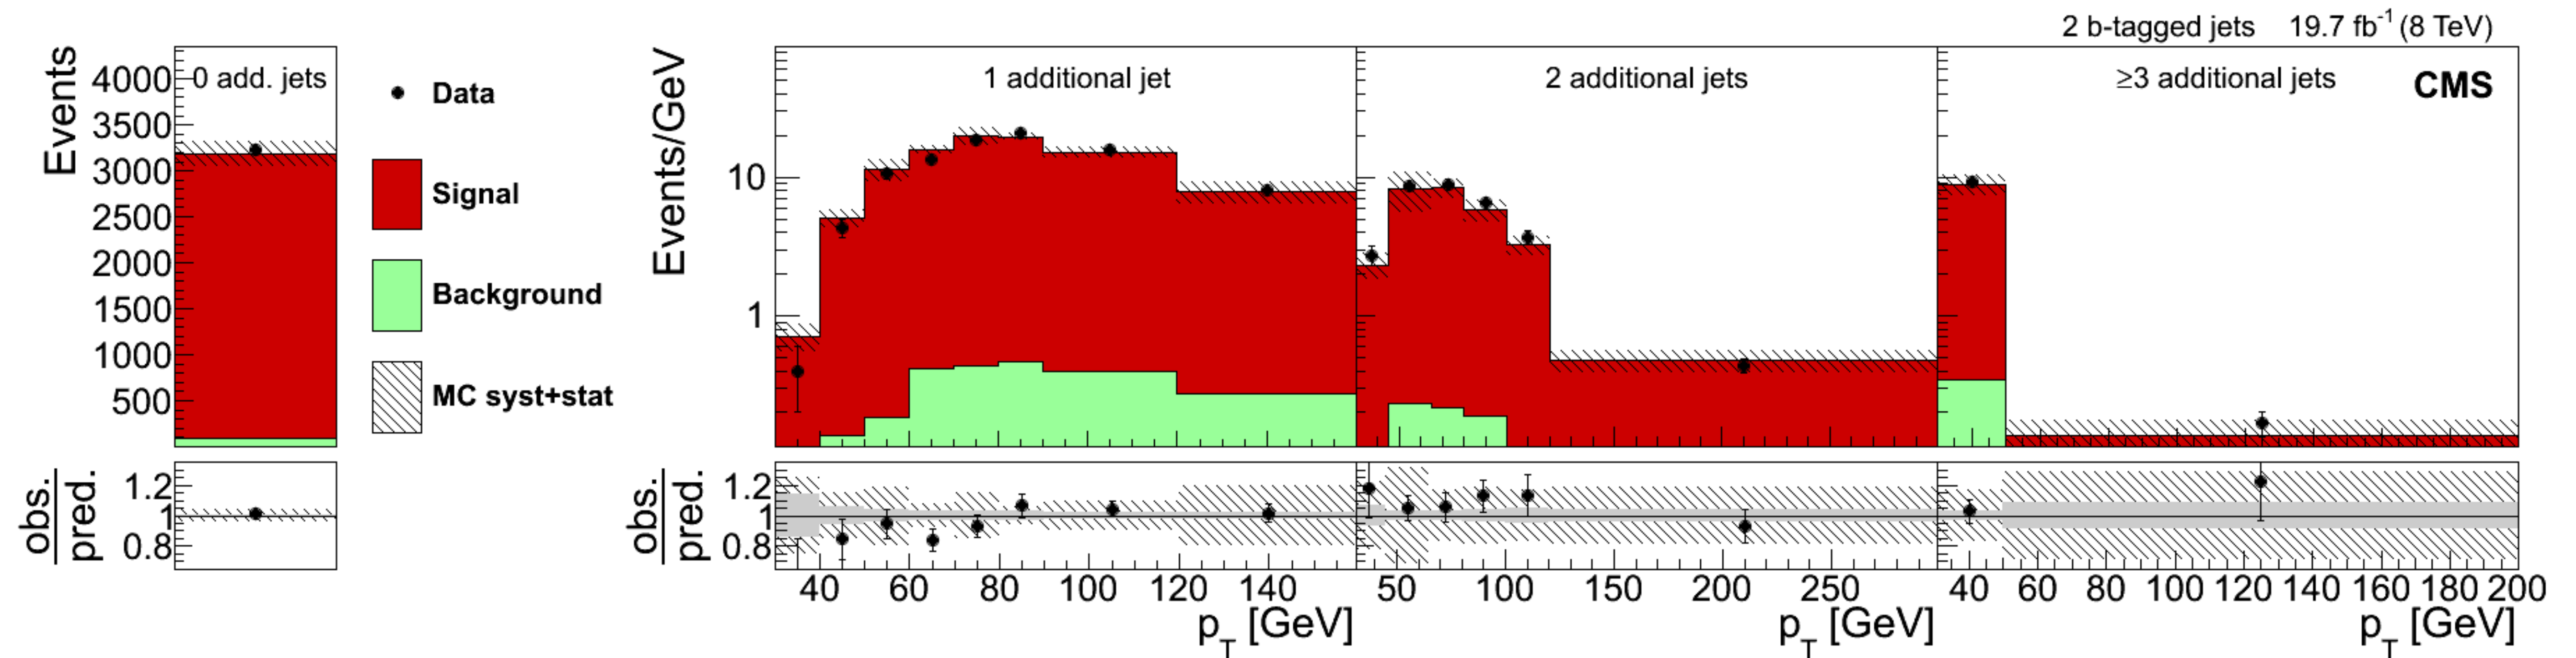 2 b-tagged jets 19.7 fb⁻¹ (8 TeV)
Events
4000
3500
3000
2500
2000
1500
1000
500
0 add. jets
Data
Signal
Background
MC syst+stat
Events/GeV
10
1
1 additional jet
2 additional jets
≥3 additional jets
CMS
obs.
pred.
1.2
1
0.8
obs.
pred.
1.2
1
0.8
40 60 80 100 120 140
50 100 150 200 250
40 60 80 100 120 140 160 180 200
p_T [GeV]
p_T [GeV]
p_T [GeV]